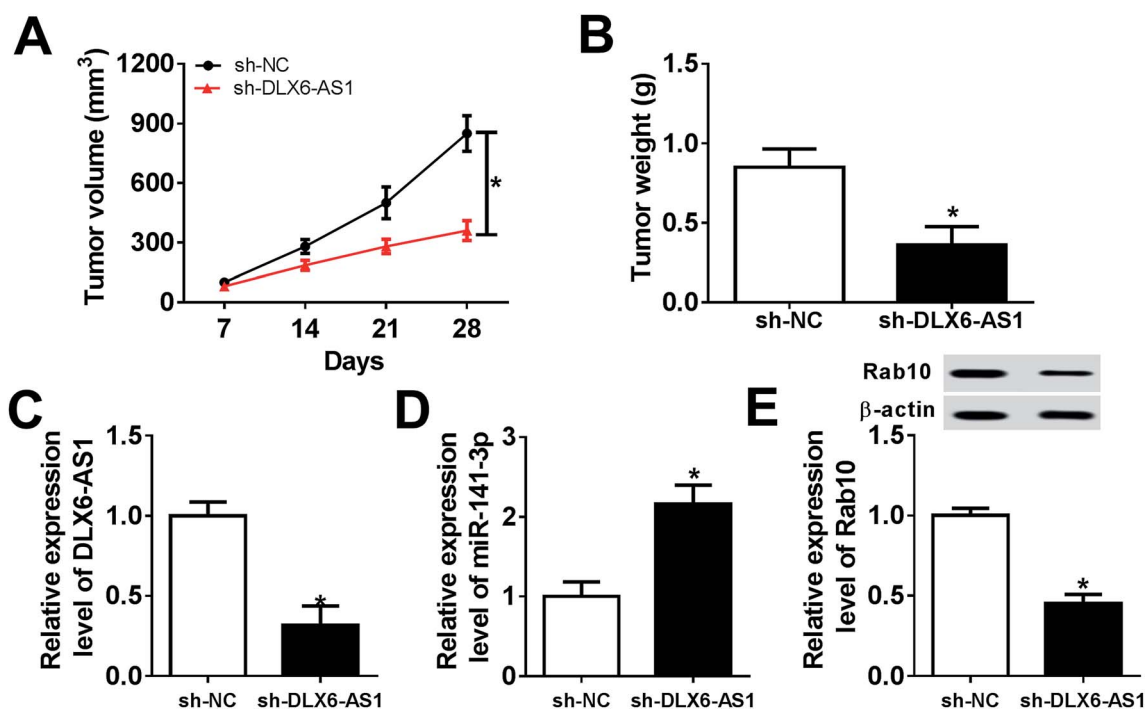 A
Tumor volume (mm3)
1200
900
600
300
0
sh-NC
sh-DLX6-AS1
*
7 14 21 28
Days
B
Tumor weight (g)
1.5
1.0
0.5
0.0
*
sh-NC sh-DLX6-AS1
C
Relative expression
level of DLX6-AS1
1.5
1.0
0.5
0.0
*
sh-NC sh-DLX6-AS1
D
Relative expression
level of miR-141-3p
3
2
1
0
*
sh-NC sh-DLX6-AS1
E
Rab10
β-actin
Relative expression
level of Rab10
1.5
1.0
0.5
0.0
*
sh-NC sh-DLX6-AS1